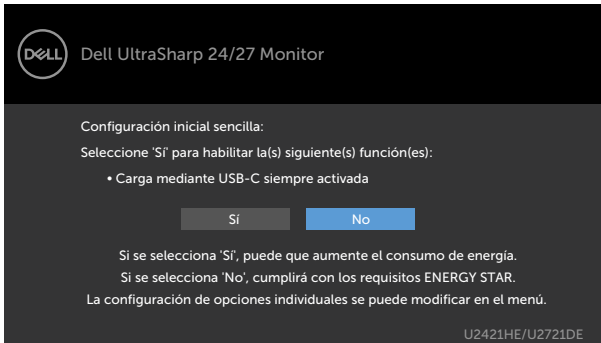 DELL Dell UltraSharp 24/27 Monitor
Configuración inicial sencilla:
Seleccione 'Sí' para habilitar la(s) siguiente(s) función(es):
• Carga mediante USB-C siempre activada
Sí No
Si se selecciona 'Sí', puede que aumente el consumo de energía.
Si se selecciona 'No', cumplirá con los requisitos ENERGY STAR.
La configuración de opciones individuales se puede modificar en el menú.
U2421HE/U2721DE